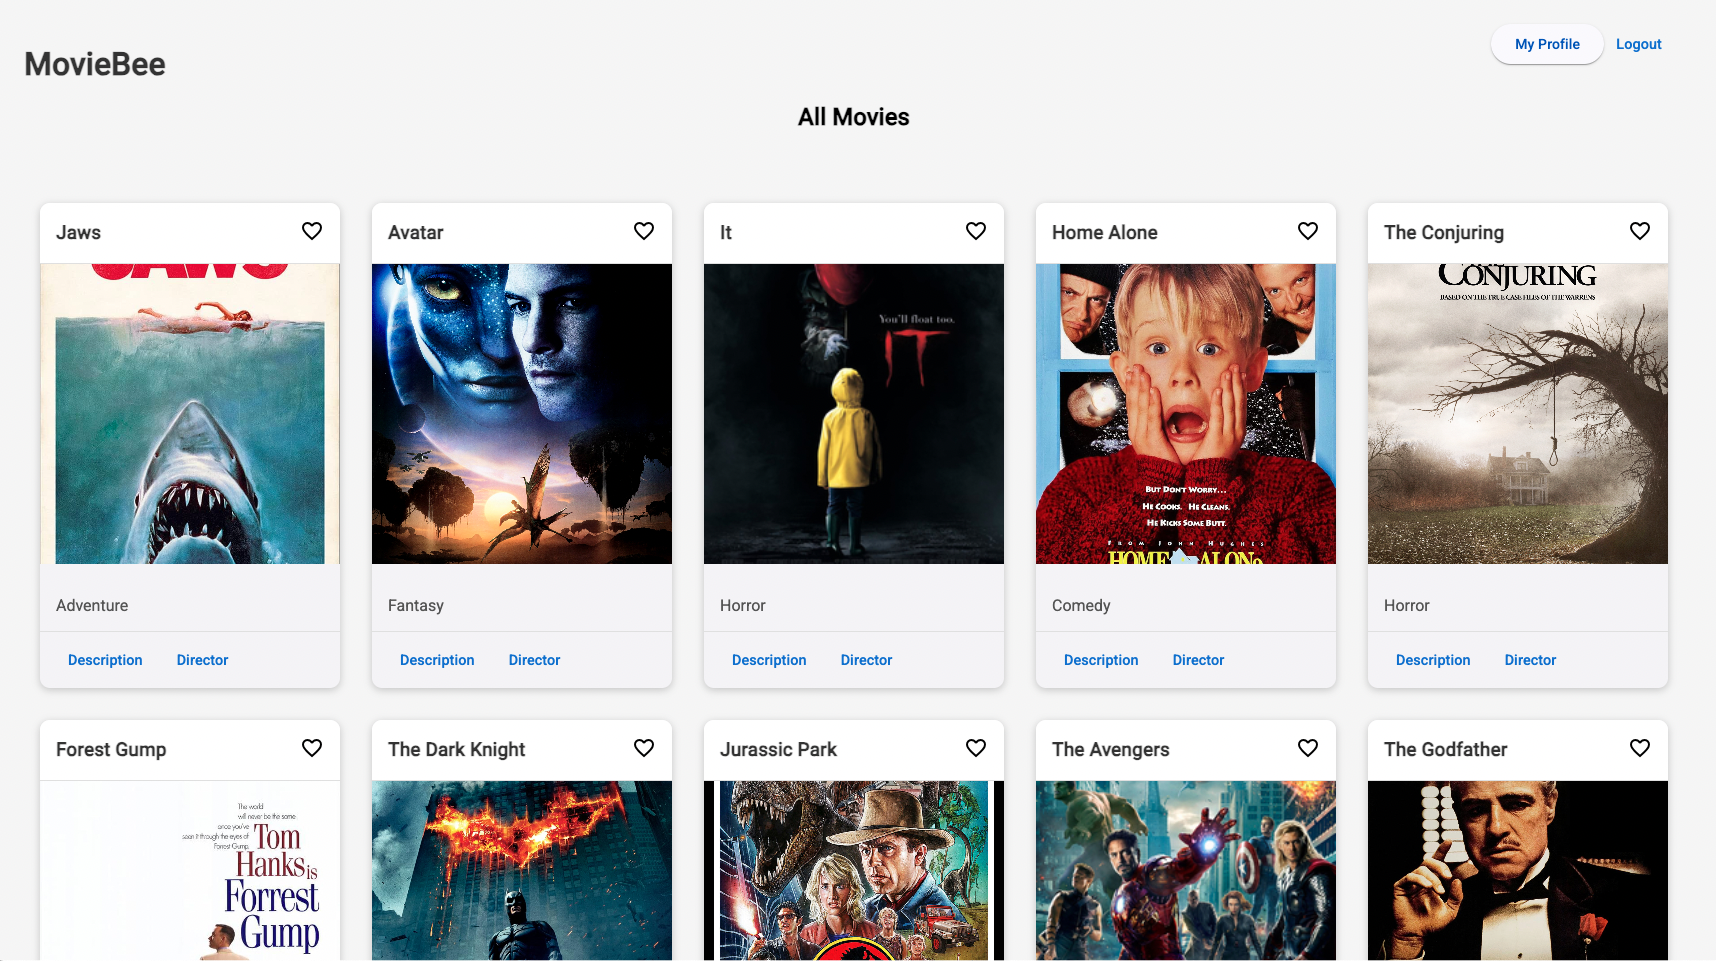 My Profile Logout
MovieBee
All Movies
Jaws
Avatar
It
Home Alone
The Conjuring
JAWS
You'll float too.
IT
BUT DON'T WORRY...
HE COOKS. HE CLEANS.
HE KICKS SOME BUTT.
FROM JOHN HUGHES
HOME ALONE
CONJURING
BASED ON THE TRUE CASE FILES OF THE WARRENS
Adventure
Fantasy
Horror
Comedy
Horror
Description Director
Description Director
Description Director
Description Director
Description Director
Forest Gump
The Dark Knight
Jurassic Park
The Avengers
The Godfather
The world
will never be the same
once you've
seen it through the eyes of
Forrest Gump.
Tom
Hanks is
Forrest
Gump